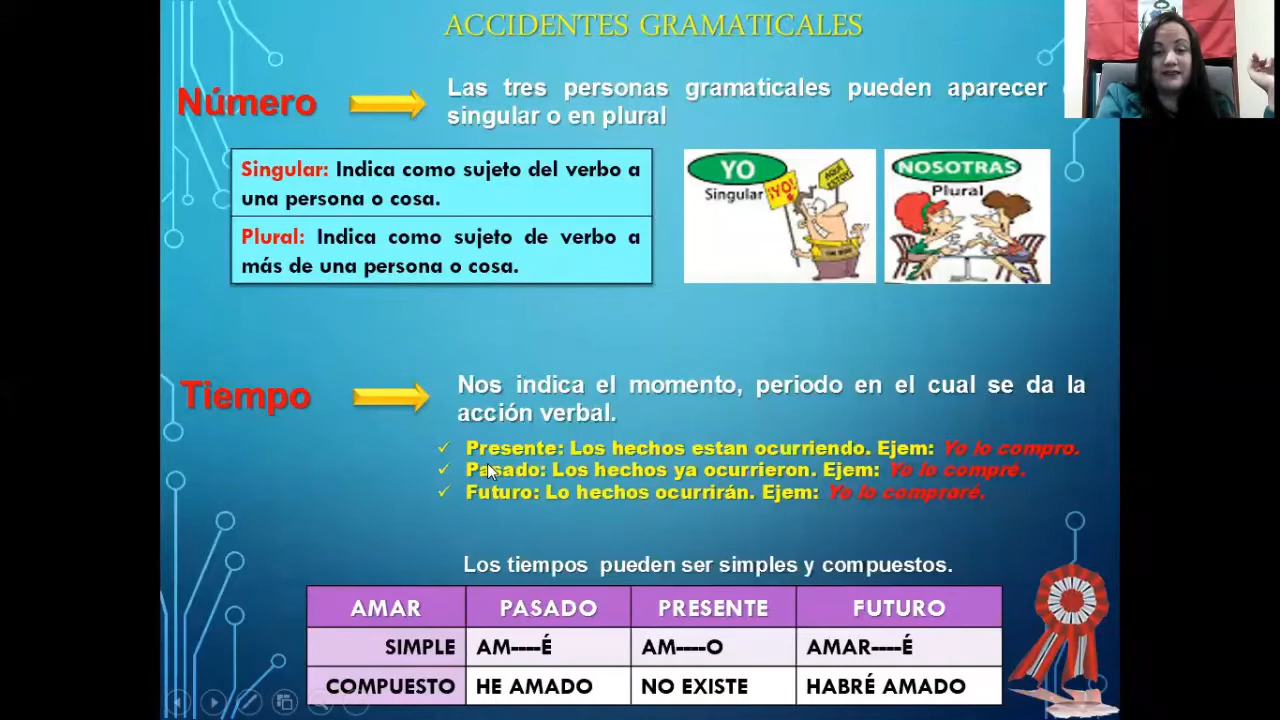 ACCIDENTES GRAMATICALES
Número
Las tres personas gramaticales pueden aparecer
singular o en plural
Singular: Indica como sujeto del verbo a
una persona o cosa.
Plural: Indica como sujeto de verbo a
más de una persona o cosa.
YO
Singular
¡YO!
AQUÍ
ESTOY
NOSOTRAS
Plural
Tiempo
Nos indica el momento, periodo en el cual se da la
acción verbal.
Presente: Los hechos estan ocurriendo. Ejem: Yo lo compro.
Pasado: Los hechos ya ocurrieron. Ejem: Yo lo compré.
Futuro: Lo hechos ocurrirán. Ejem: Yo lo compraré.
Los tiempos pueden ser simples y compuestos.
AMAR PASADO PRESENTE FUTURO
SIMPLE AM----É AM----O AMAR----É
COMPUESTO HE AMADO NO EXISTE HABRÉ AMADO